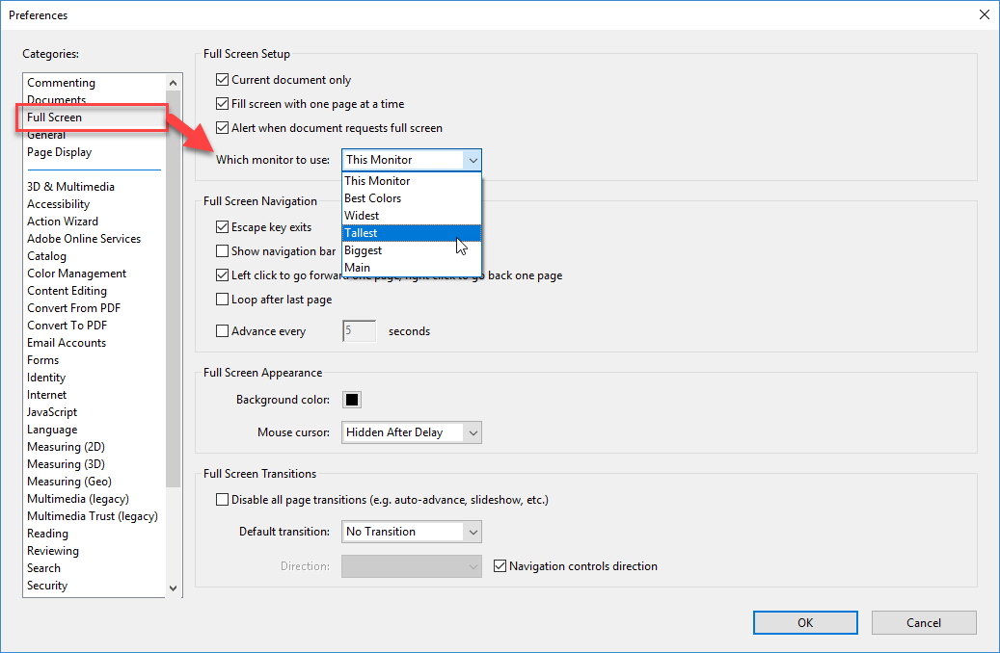 Preferences
Categories:
Commenting
Documents
Full Screen
General
Page Display
3D & Multimedia
Accessibility
Action Wizard
Adobe Online Services
Catalog
Color Management
Content Editing
Convert From PDF
Convert To PDF
Email Accounts
Forms
Identity
Internet
JavaScript
Language
Measuring (2D)
Measuring (3D)
Measuring (Geo)
Multimedia (legacy)
Multimedia Trust (legacy)
Reading
Reviewing
Search
Security
Full Screen Setup
Current document only
Fill screen with one page at a time
Alert when document requests full screen
Which monitor to use: This Monitor
This Monitor
Best Colors
Widest
Tallest
Biggest
Main
Full Screen Navigation
Escape key exits
Show navigation bar
Left click to go forward one page, right click to go back one page
Loop after last page
Advance every 5 seconds
Full Screen Appearance
Background color:
Mouse cursor: Hidden After Delay
Full Screen Transitions
Disable all page transitions (e.g. auto-advance, slideshow, etc.)
Default transition: No Transition
Direction: Navigation controls direction
OK Cancel